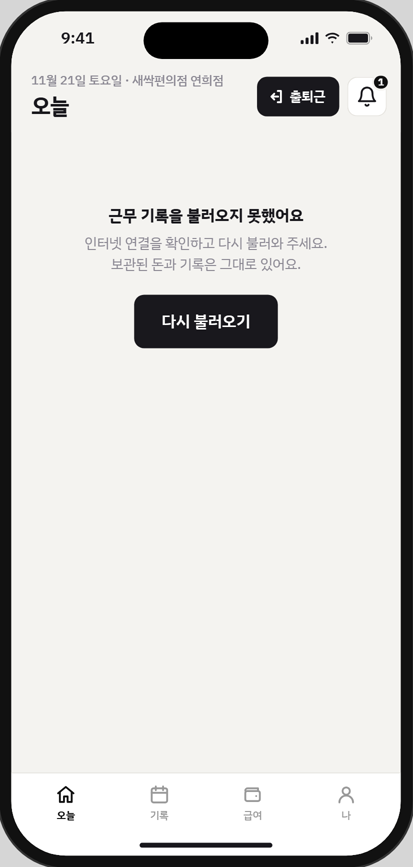 9:41
11월 21일 토요일 · 새싹편의점 연희점
오늘
출퇴근
1
근무 기록을 불러오지 못했어요
인터넷 연결을 확인하고 다시 불러와 주세요.
보관된 돈과 기록은 그대로 있어요.
다시 불러오기
오늘
기록
급여
나